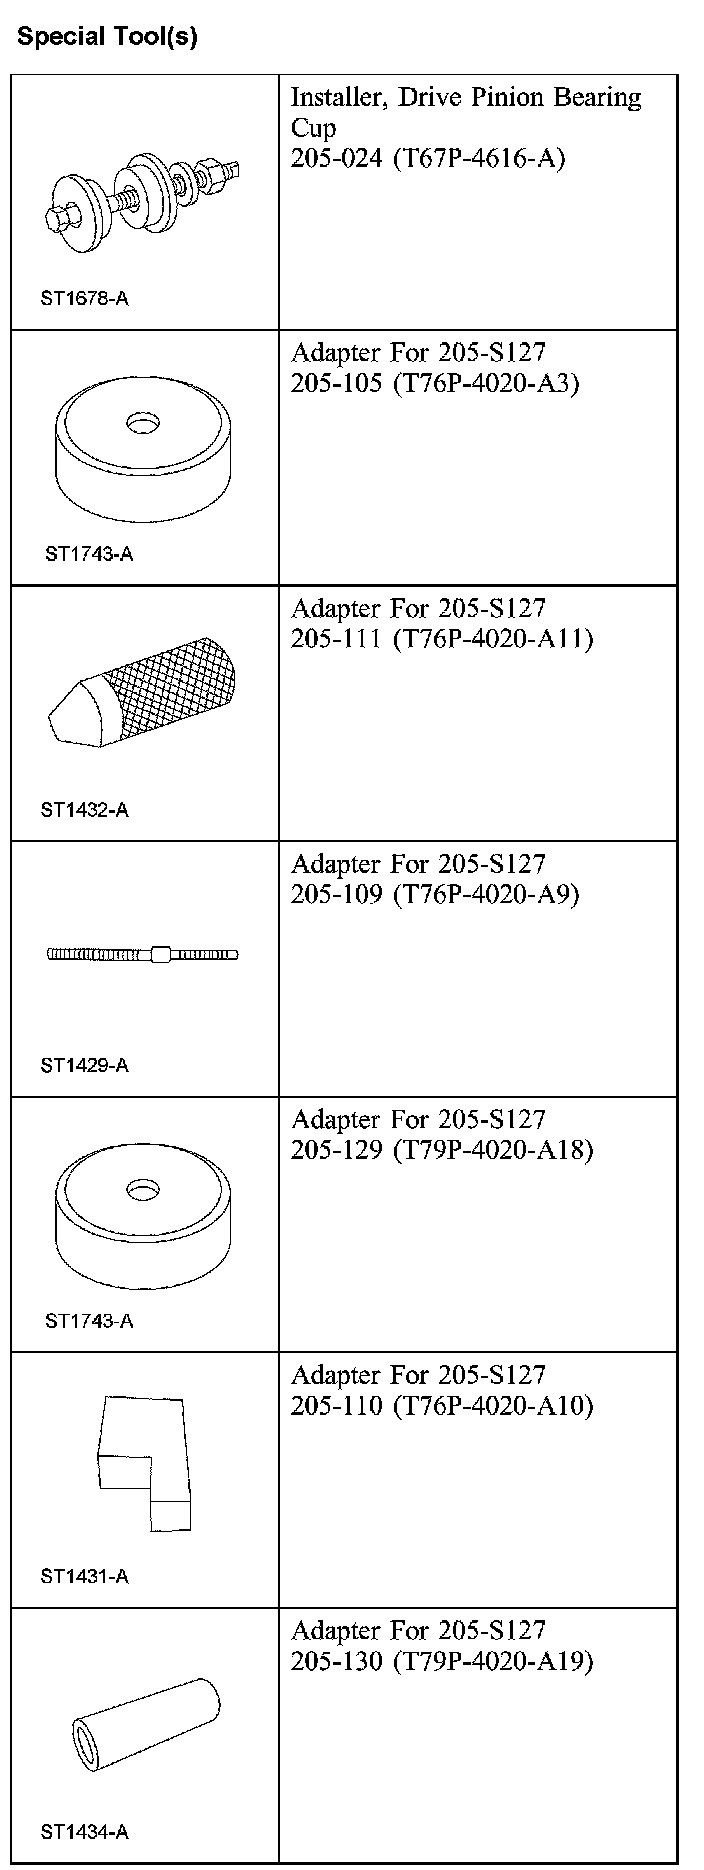 Special Tool(s)
Installer, Drive Pinion Bearing
Cup
205-024 (T67P-4616-A)
ST1678-A
Adapter For 205-S127
205-105 (T76P-4020-A3)
ST1743-A
Adapter For 205-S127
205-111 (T76P-4020-A11)
ST1432-A
Adapter For 205-S127
205-109 (T76P-4020-A9)
ST1429-A
Adapter For 205-S127
205-129 (T79P-4020-A18)
ST1743-A
Adapter For 205-S127
205-110 (T76P-4020-A10)
ST1431-A
Adapter For 205-S127
205-130 (T79P-4020-A19)
ST1434-A